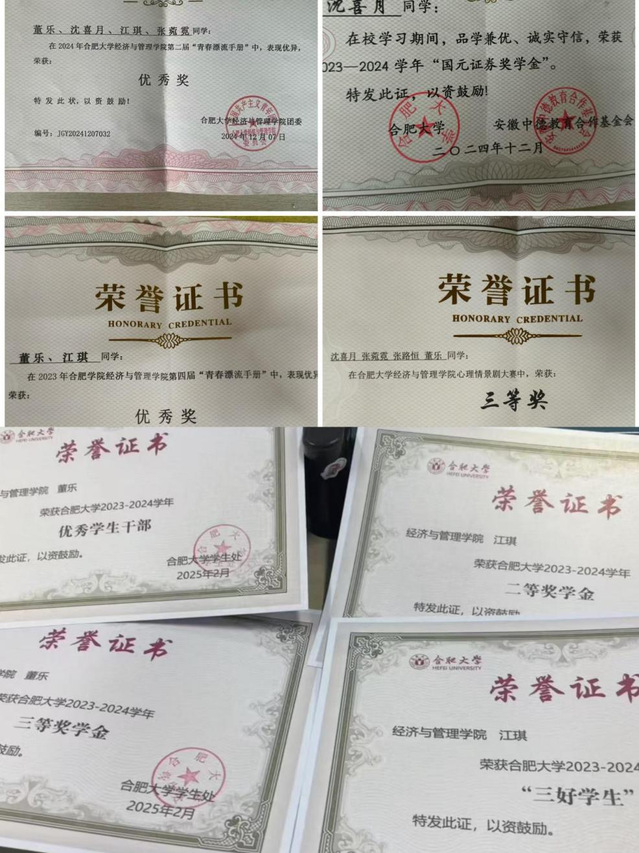 董乐、沈喜月、江琪、张菀霓同学：
在2024年合肥大学经济与管理学院第二届“青春漂流手册”中，表现优异，
荣获：
优秀奖
特发此状，以资鼓励！
合肥大学经济与管理学院团委
编号：JGY20241207032
2024年12月07日
沈喜月 同学：
在校学习期间，品学兼优、诚实守信，荣获
023—2024学年“国元证券奖学金”。
特发此证，以资鼓励！
合肥大学
安徽中德教育合作基金会
二〇二四年十二月
荣誉证书
HONORARY CREDENTIAL
董乐、江琪 同学：
在2023年合肥学院经济与管理学院第四届“青春漂流手册”中，表现优异
荣获：
优秀奖
荣誉证书
HONORARY CREDENTIAL
沈喜月 张菀霓 张路恒 董乐 同学：
在合肥大学经济与管理学院心理情景剧大赛中，荣获：
三等奖
HEFEI UNIVERSITY
荣誉证书
与管理学院 董乐
荣获合肥大学2023-2024学年
优秀学生干部
发此证，以资鼓励。
合肥大学学生处
2025年2月
合肥大学
HEFEI UNIVERSITY
荣誉证书
经济与管理学院 江琪
荣获合肥大学2023-2024学年
二等奖学金
特发此证，以资鼓励
荣誉证书
学院 董乐
荣获合肥大学2023-2024学年
三等奖学金
鼓励。
合肥大学学生处
2025年2月
合肥大学
HEFEI UNIVERSITY
荣誉证书
经济与管理学院 江琪
荣获合肥大学2023-2024
“三好学生”
特发此证，以资鼓励。